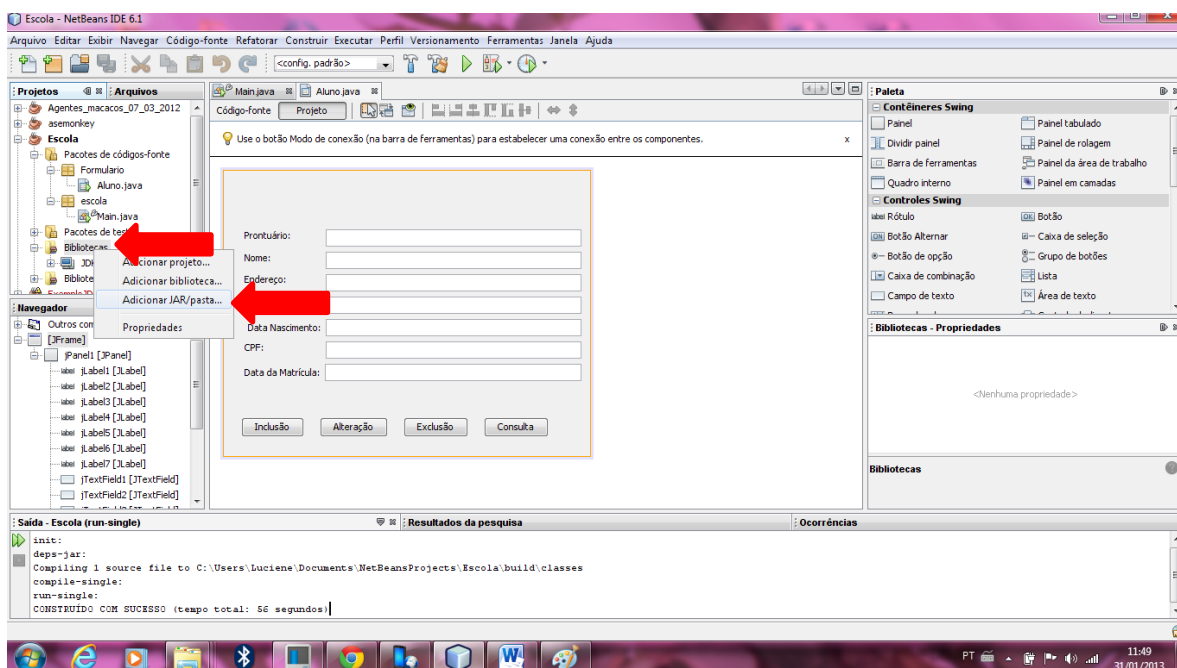 Escola - NetBeans IDE 6.1
Arquivo Editar Exibir Navegar Código-fonte Refatorar Construir Executar Perfil Versionamento Ferramentas Janela Ajuda
<config. padrão>
Projetos
Arquivos
Agentes_macacos_07_03_2012
asemonkey
Escola
Pacotes de códigos-fonte
Formulario
Aluno.java
escola
Main.java
Pacotes de
Bibliotecas
Adicionar projeto...
Adicionar biblioteca...
Adicionar JAR/pasta...
Propriedades
Navegador
Outros
[JFrame]
jPanel1 [JPanel]
jLabel1 [JLabel]
jLabel2 [JLabel]
jLabel3 [JLabel]
jLabel4 [JLabel]
jLabel5 [JLabel]
jLabel6 [JLabel]
jLabel7 [JLabel]
jTextField1 [JTextField]
jTextField2 [JTextField]
Main.java
Aluno.java
Código-fonte
Projeto
Use o botão Modo de conexão (na barra de ferramentas) para estabelecer uma conexão entre os componentes.
Prontuário:
Nome:
Endereço:
Data Nascimento:
CPF:
Data da Matrícula:
Inclusão Alteração Exclusão Consulta
Paleta
Contêineres Swing
Painel Painel tabulado
Dividir painel Painel de rolagem
Barra de ferramentas Painel da área de trabalho
Quadro interno Painel em camadas
Controles Swing
label Rótulo OK Botão
ON Botão Alternar Caixa de seleção
Botão de opção Grupo de botões
Caixa de combinação Lista
Campo de texto Área de texto
Bibliotecas - Propriedades
<Nenhuma propriedade>
Bibliotecas
Saída - Escola (run-single)
Resultados da pesquisa
Ocorrências
init:
deps-jar:
Compiling 1 source file to C:\Users\Luciene\Documents\NetBeansProjects\Escola\build\classes
compile-single:
run-single:
CONSTRUÍDO COM SUCESSO (tempo total: 56 segundos)
PT
11:49
31/01/2013